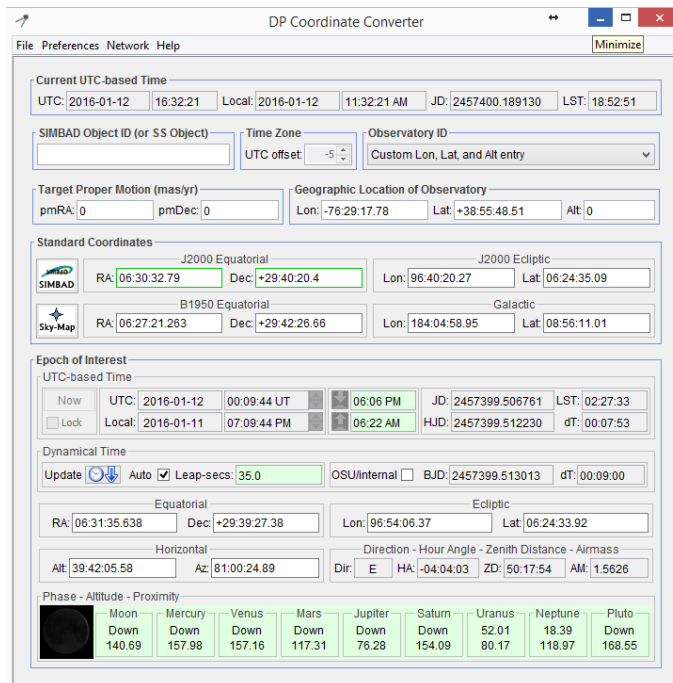 DP Coordinate Converter
File Preferences Network Help
Minimize
Current UTC-based Time
UTC: 2016-01-12 16:32:21 Local: 2016-01-12 11:32:21 AM JD: 2457400.189130 LST: 18:52:51
SIMBAD Object ID (or SS Object) Time Zone Observatory ID
UTC offset: -5 Custom Lon, Lat, and Alt entry
Target Proper Motion (mas/yr) Geographic Location of Observatory
pmRA: 0 pmDec: 0 Lon: -76:29:17.78 Lat: +38:55:48.51 Alt: 0
Standard Coordinates
J2000 Equatorial J2000 Ecliptic
SIMBAD
SIMBAD RA: 06:30:32.79 Dec: +29:40:20.4 Lon: 96:40:20.27 Lat: 06:24:35.09
B1950 Equatorial Galactic
Sky-Map RA: 06:27:21.263 Dec: +29:42:26.66 Lon: 184:04:58.95 Lat: 08:56:11.01
Epoch of Interest
UTC-based Time
Now UTC: 2016-01-12 00:09:44 UT 06:06 PM JD: 2457399.506761 LST: 02:27:33
Lock Local: 2016-01-11 07:09:44 PM 06:22 AM HJD: 2457399.512230 dT: 00:07:53
Dynamical Time
Update Auto Leap-secs: 35.0 OSU/internal BJD: 2457399.513013 dT: 00:09:00
Equatorial Ecliptic
RA: 06:31:35.638 Dec: +29:39:27.38 Lon: 96:54:06.37 Lat: 06:24:33.92
Horizontal Direction - Hour Angle - Zenith Distance - Airmass
Alt: 39:42:05.58 Az: 81:00:24.89 Dir: E HA: -04:04:03 ZD: 50:17:54 AM: 1.5626
Phase - Altitude - Proximity
Moon Mercury Venus Mars Jupiter Saturn Uranus Neptune Pluto
Down Down Down Down Down Down 52.01 18.39 Down
140.69 157.98 157.16 117.31 76.28 154.09 80.17 118.97 168.55